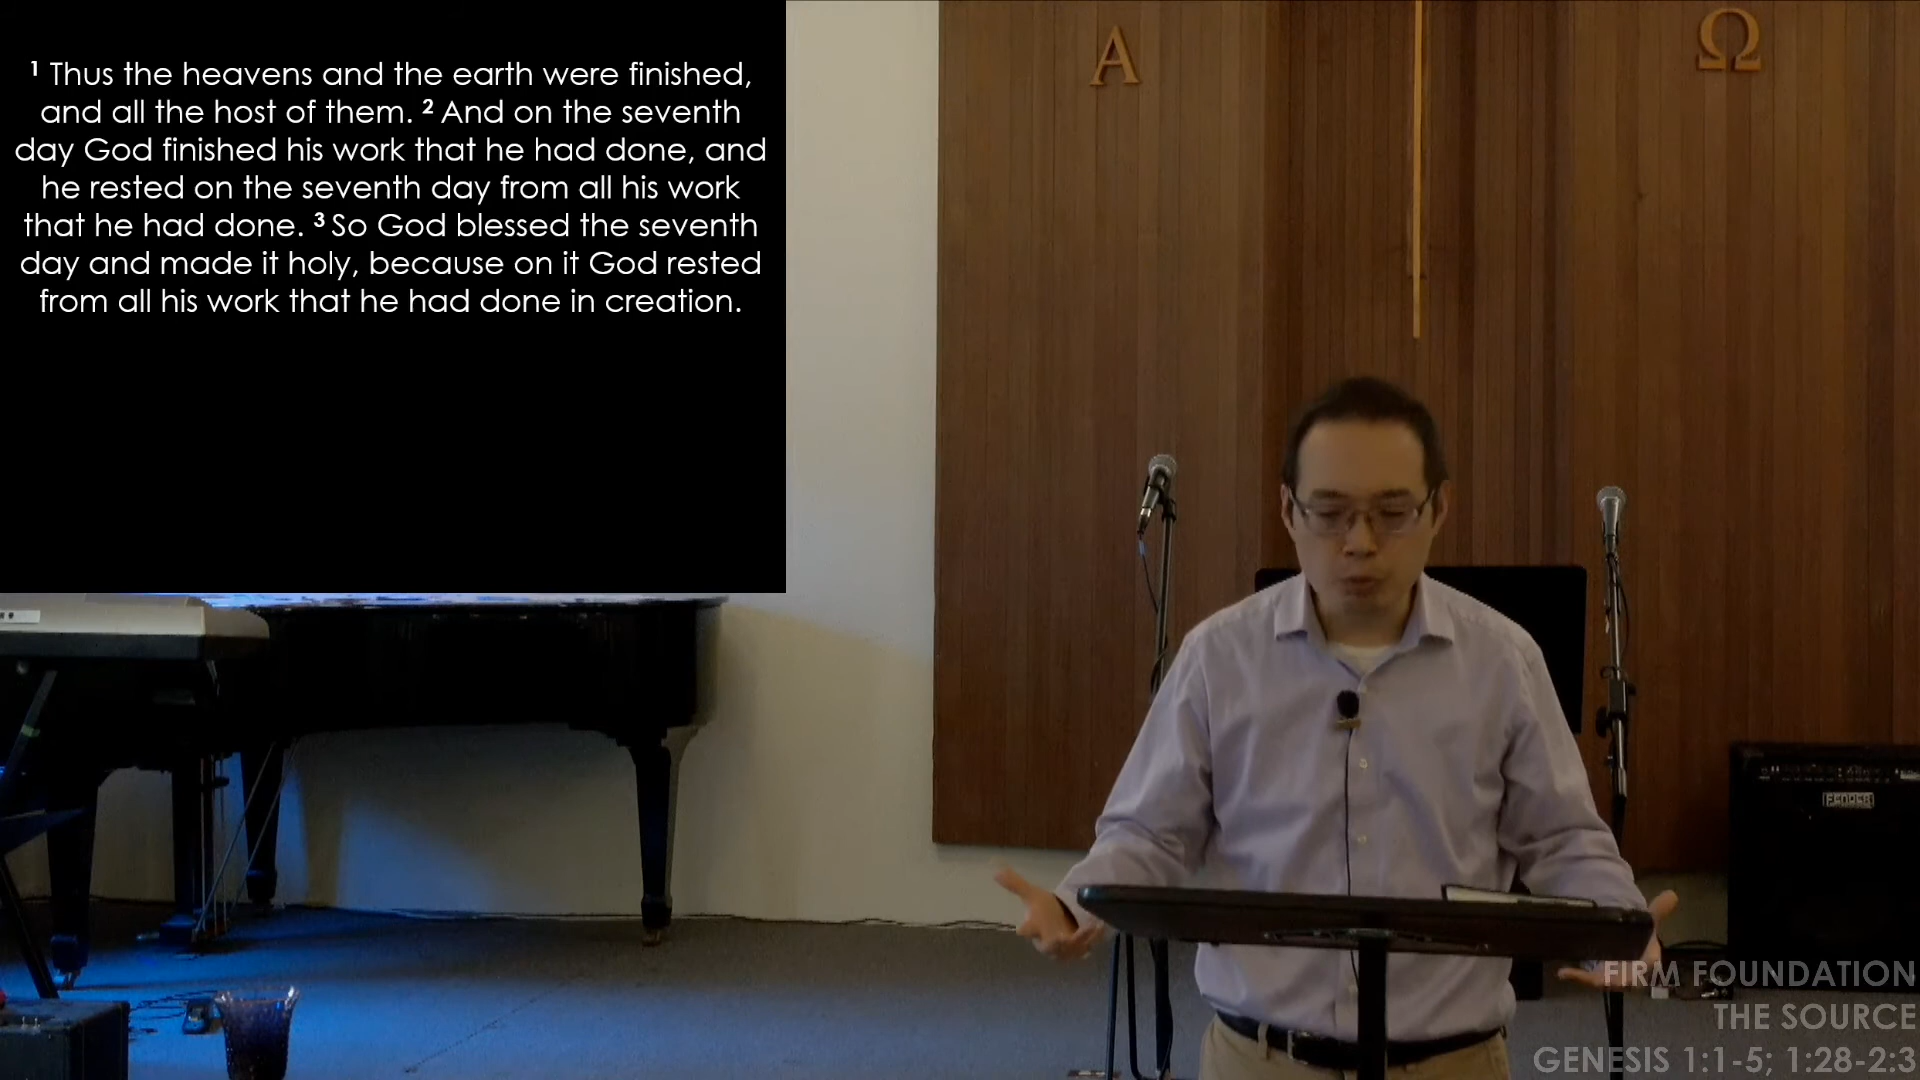 1 Thus the heavens and the earth were finished,
and all the host of them. 2 And on the seventh
day God finished his work that he had done, and
he rested on the seventh day from all his work
that he had done. 3 So God blessed the seventh
day and made it holy, because on it God rested
from all his work that he had done in creation.
Α
Ω
Fender
FIRM FOUNDATION
THE SOURCE
GENESIS 1:1-5; 1:28-2:3